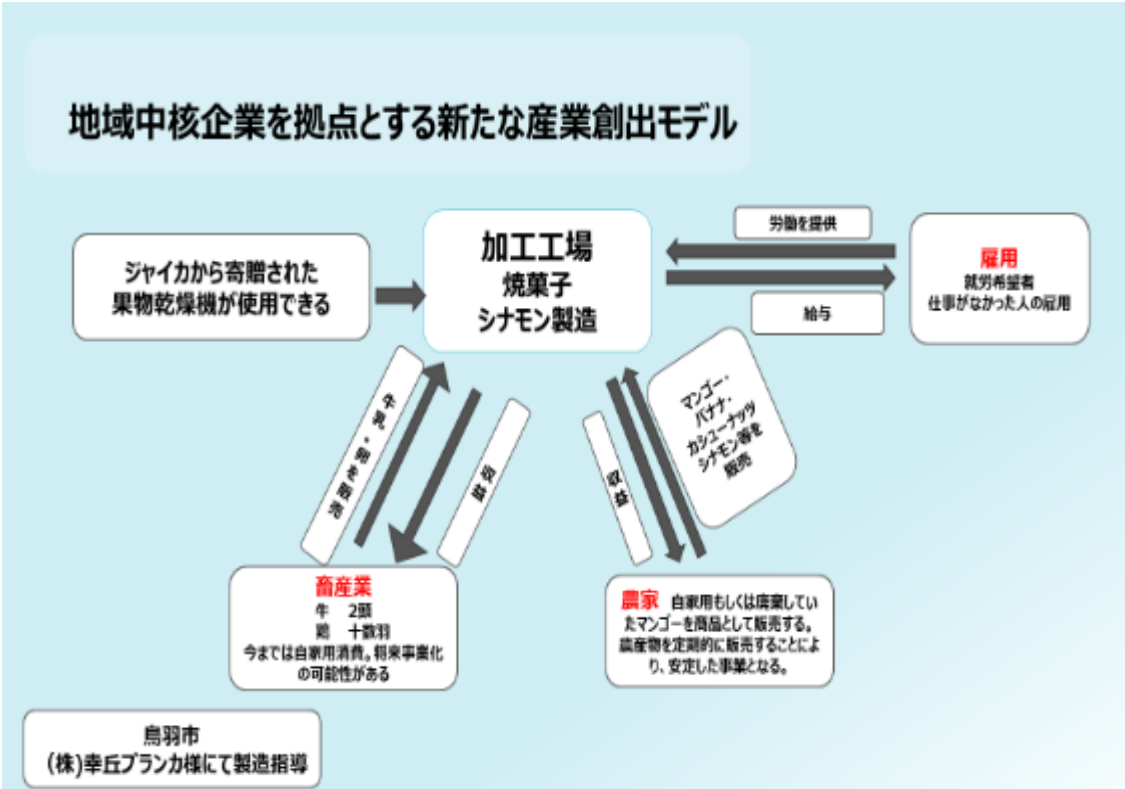 地域中核企業を拠点とする新たな産業創出モデル
ジャイカから寄贈された
果物乾燥機が使用できる
加工工場
焼菓子
シナモン製造
労働を提供
給与
雇用
就労希望者
仕事がなかった人の雇用
牛乳・卵を販売
収益
収益
マンゴー・
バナナ・
カシューナッツ
シナモン等を
販売
畜産業
牛 2頭
鶏 十数羽
今までは自家用消費。将来事業化
の可能性がある
農家 自家用もしくは廃棄してい
たマンゴーを商品として販売する。
農産物を定期的に販売することによ
り、安定した事業となる。
鳥羽市
(株)幸丘ブランカ様にて製造指導